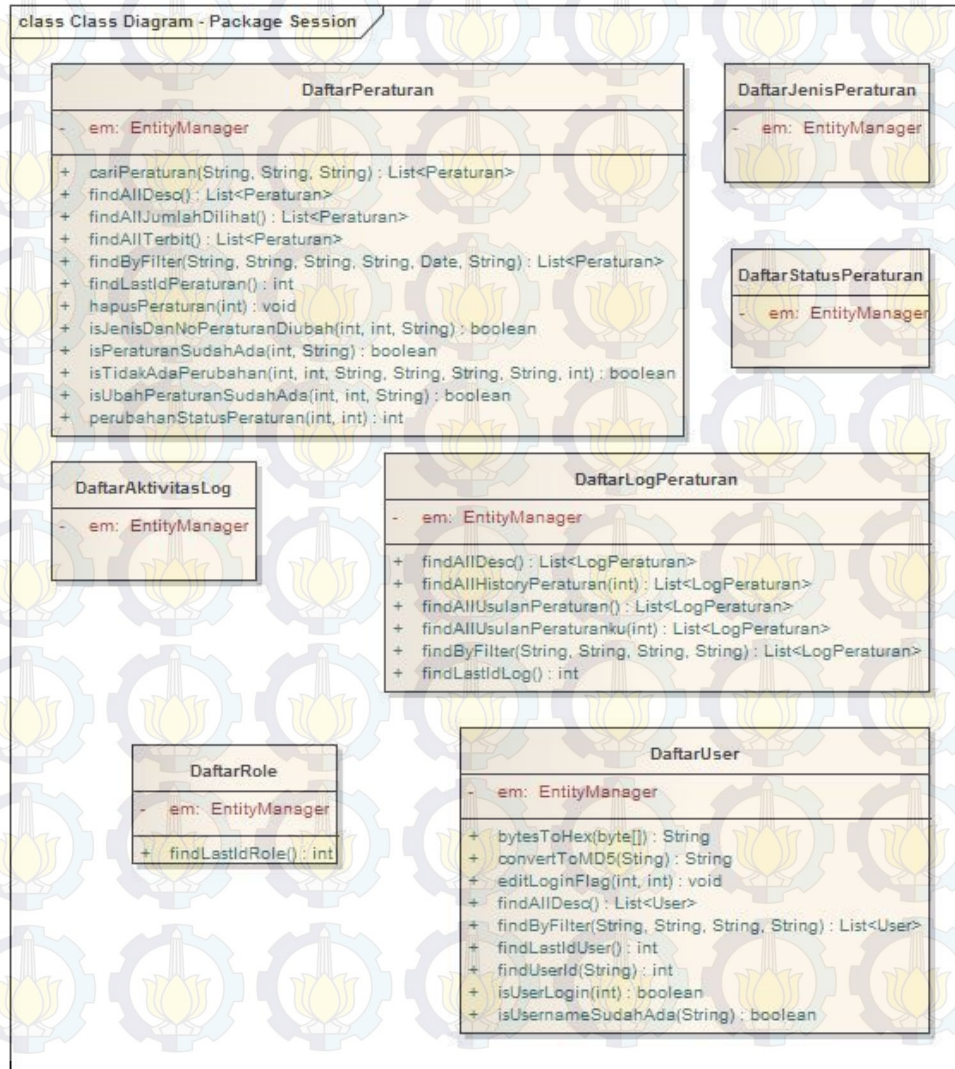 class Class Diagram - Package Session
DaftarPeraturan
- em: EntityManager
+ cariPeraturan(String, String, String) : List<Peraturan>
+ findAllDesc() : List<Peraturan>
+ findAllJumlahDilihat() : List<Peraturan>
+ findAllTerbit() : List<Peraturan>
+ findByFilter(String, String, String, String, Date, String) : List<Peraturan>
+ findLastIdPeraturan() : int
+ hapusPeraturan(int) : void
+ isJenisDanNoPeraturanDiubah(int, int, String) : boolean
+ isPeraturanSudahAda(int, String) : boolean
+ isTidakAdaPerubahan(int, int, String, String, String, String, int) : boolean
+ isUbahPeraturanSudahAda(int, int, String) : boolean
+ perubahanStatusPeraturan(int, int) : int
DaftarJenisPeraturan
- em: EntityManager
DaftarStatusPeraturan
- em: EntityManager
DaftarAktivitasLog
- em: EntityManager
DaftarLogPeraturan
- em: EntityManager
+ findAllDesc() : List<LogPeraturan>
+ findAllHistoryPeraturan(int) : List<LogPeraturan>
+ findAllUsulanPeraturan() : List<LogPeraturan>
+ findAllUsulanPeraturanku(int) : List<LogPeraturan>
+ findByFilter(String, String, String, String) : List<LogPeraturan>
+ findLastIdLog() : int
DaftarRole
- em: EntityManager
+ findLastIdRole() : int
DaftarUser
- em: EntityManager
+ bytesToHex(byte[]) : String
+ convertToMD5(Sting) : String
+ editLoginFlag(int, int) : void
+ findAllDesc() : List<User>
+ findByFilter(String, String, String, String) : List<User>
+ findLastIdUser() : int
+ findUserId(String) : int
+ isUserLogin(int) : boolean
+ isUsernameSudahAda(String) : boolean